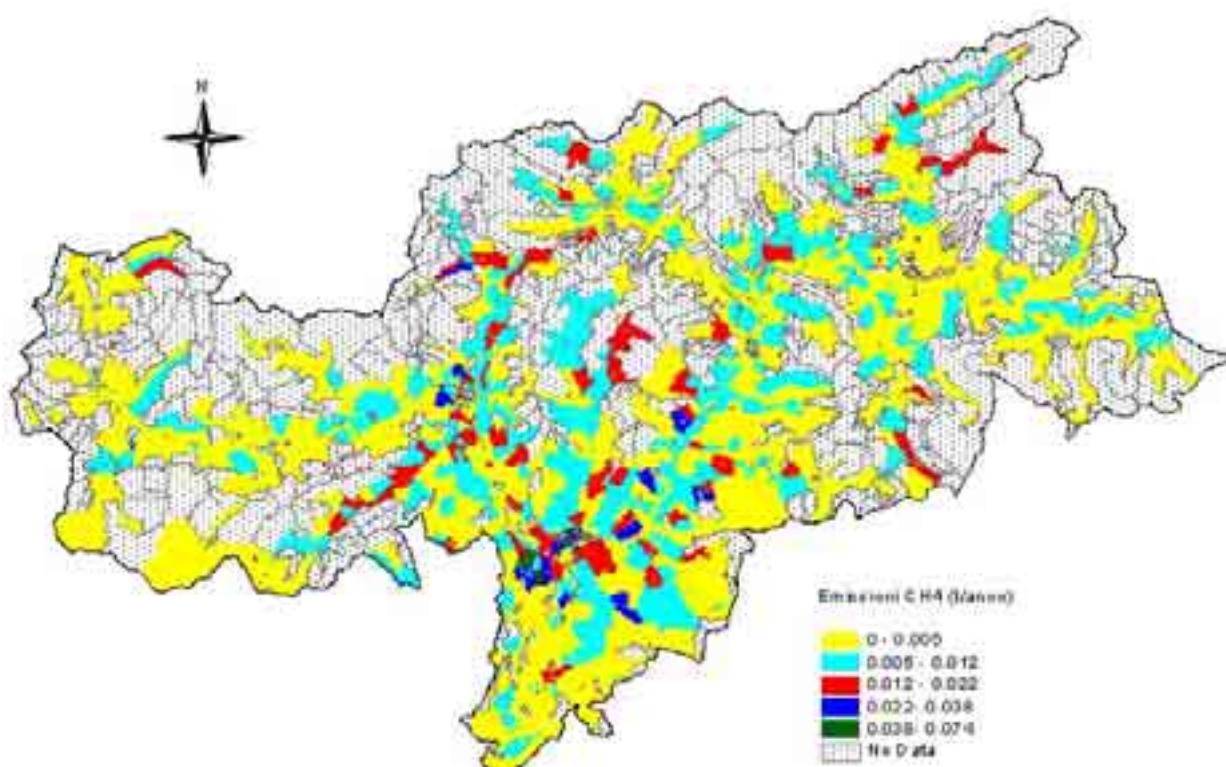 N
Emissioni CH4 (t/anno)
0 - 0.005
0.005 - 0.012
0.012 - 0.022
0.022 - 0.038
0.038 - 0.074
No Data